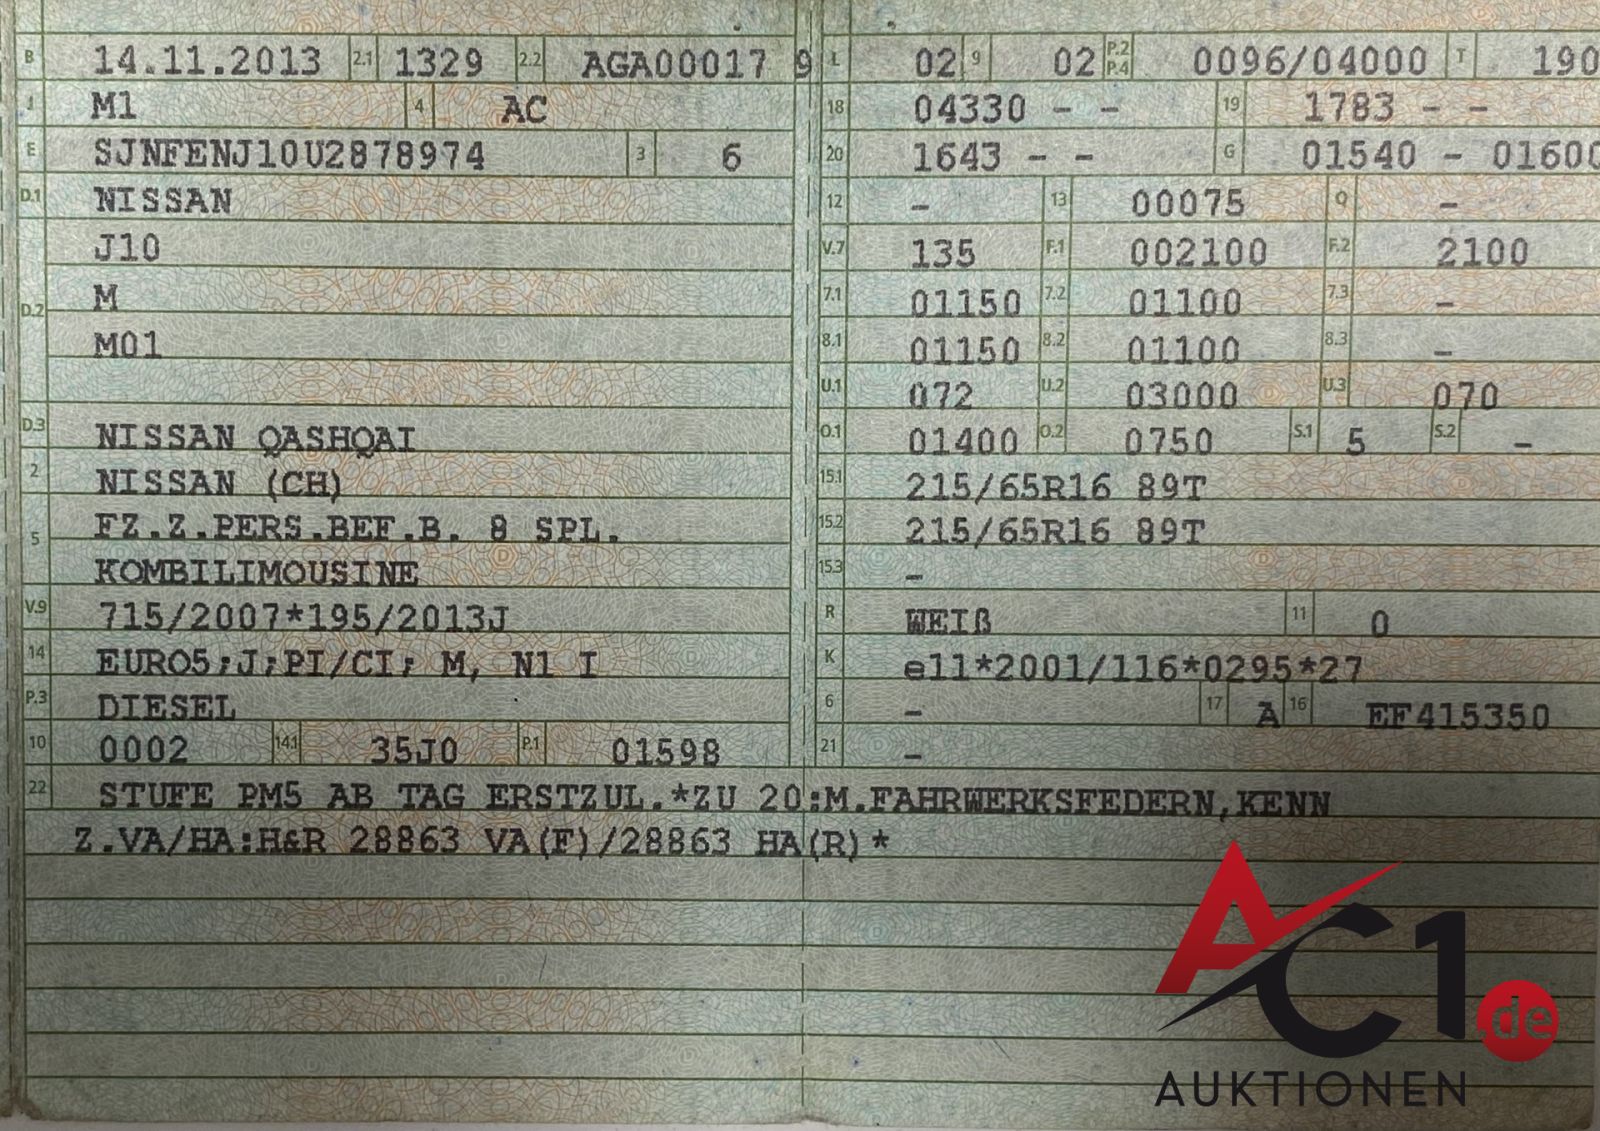 B 14.11.2013 2.1 1329 2.2 AGA00017 9
J M1 4 AC
E SJNFENJ10U2878974 3 6
D.1 NISSAN
J10
D.2 M
M01
D.3 NISSAN QASHQAI
2 NISSAN (CH)
5 FZ.Z.PERS.BEF.B. 8 SPL.
KOMBILIMOUSINE
V.9 715/2007*195/2013J
14 EURO5;J;PI/CI; M, N1 I
P.3 DIESEL
10 0002 14.1 35J0 P.1 01598
L 02 9 02 P.2 P.4 0096/04000 T 190
18 04330 - - 19 1783 - -
20 1643 - - G 01540 - 01600
12 - 13 00075 Q -
V.7 135 F.1 002100 F.2 2100
7.1 01150 7.2 01100 7.3 -
8.1 01150 8.2 01100 8.3 -
U.1 072 U.2 03000 U.3 070
O.1 01400 O.2 0750 S.1 5 S.2 -
15.1 215/65R16 89T
15.2 215/65R16 89T
15.3 -
R WEIß 11 0
K e11*2001/116*0295*27
6 - 17 A 16 EF415350
21 -
22 STUFE PM5 AB TAG ERSTZUL.*ZU 20:M.FAHRWERKSFEDERN,KENN
Z.VA/HA:H&R 28863 VA(F)/28863 HA(R)*
AC1.de
AUKTIONEN